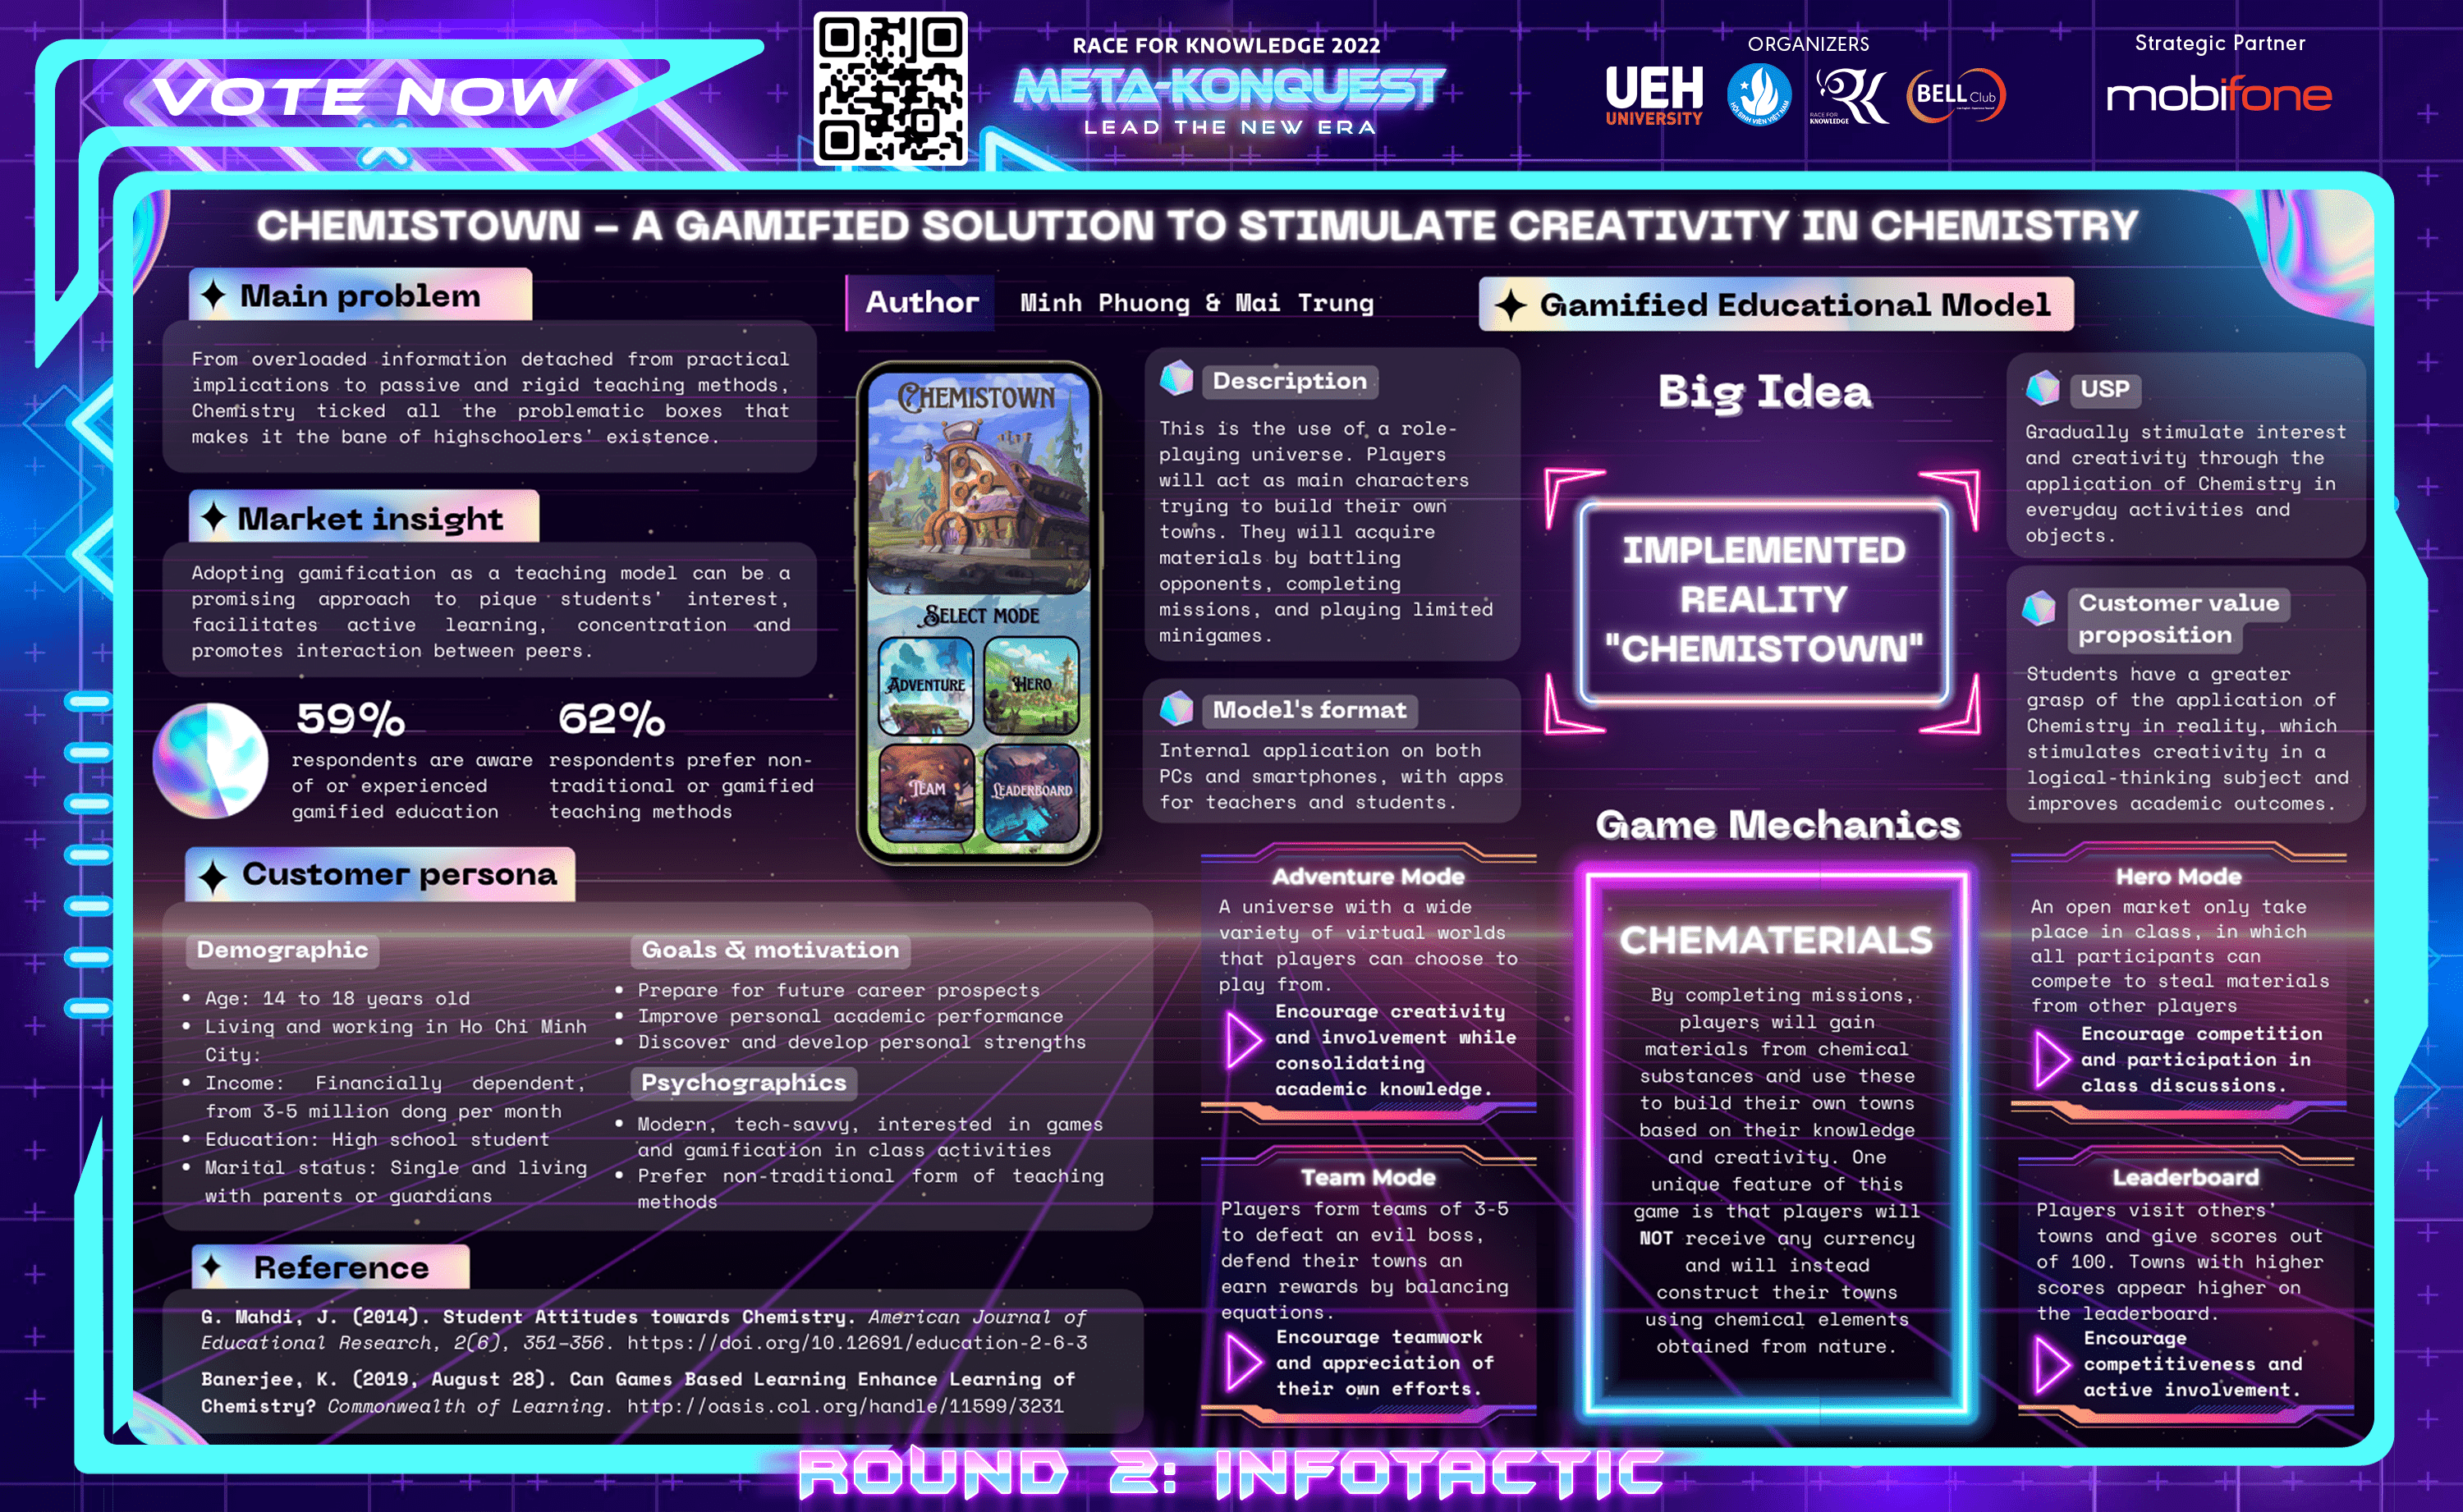 VOTE NOW
RACE FOR KNOWLEDGE 2022
META-KONQUEST
LEAD THE NEW ERA
ORGANIZERS
UEH
UNIVERSITY
HỘI SINH VIÊN VIỆT NAM
RACE FOR
KNOWLEDGE
BELL Club
Strategic Partner
mobifone
CHEMISTOWN – A GAMIFIED SOLUTION TO STIMULATE CREATIVITY IN CHEMISTRY
Main problem
From overloaded information detached from practical
implications to passive and rigid teaching methods,
Chemistry ticked all the problematic boxes that
makes it the bane of highschoolers' existence.
Market insight
Adopting gamification as a teaching model can be a
promising approach to pique students' interest,
facilitates active learning, concentration and
promotes interaction between peers.
59%
respondents are aware
of or experienced
gamified education
62%
respondents prefer non-
traditional or gamified
teaching methods
Author
Minh Phuong & Mai Trung
CHEMISTOWN
SELECT MODE
ADVENTURE
HERO
TEAM
LEADERBOARD
Customer persona
Demographic
• Age: 14 to 18 years old
• Living and working in Ho Chi Minh
City:
• Income: Financially dependent,
from 3-5 million dong per month
• Education: High school student
• Marital status: Single and living
with parents or guardians
Goals & motivation
• Prepare for future career prospects
• Improve personal academic performance
• Discover and develop personal strengths
Psychographics
• Modern, tech-savvy, interested in games
and gamification in class activities
• Prefer non-traditional form of teaching
methods
Reference
G. Mahdi, J. (2014). Student Attitudes towards Chemistry. American Journal of
Educational Research, 2(6), 351–356. https://doi.org/10.12691/education-2-6-3
Banerjee, K. (2019, August 28). Can Games Based Learning Enhance Learning of
Chemistry? Commonwealth of Learning. http://oasis.col.org/handle/11599/3231
Gamified Educational Model
Description
This is the use of a role-
playing universe. Players
will act as main characters
trying to build their own
towns. They will acquire
materials by battling
opponents, completing
missions, and playing limited
minigames.
Model's format
Internal application on both
PCs and smartphones, with apps
for teachers and students.
Big Idea
IMPLEMENTED
REALITY
"CHEMISTOWN"
USP
Gradually stimulate interest
and creativity through the
application of Chemistry in
everyday activities and
objects.
Customer value
proposition
Students have a greater
grasp of the application of
Chemistry in reality, which
stimulates creativity in a
logical-thinking subject and
improves academic outcomes.
Game Mechanics
Adventure Mode
A universe with a wide
variety of virtual worlds
that players can choose to
play from.
Encourage creativity
and involvement while
consolidating
academic knowledge.
Team Mode
Players form teams of 3-5
to defeat an evil boss,
defend their towns an
earn rewards by balancing
equations.
Encourage teamwork
and appreciation of
their own efforts.
CHEMATERIALS
By completing missions,
players will gain
materials from chemical
substances and use these
to build their own towns
based on their knowledge
and creativity. One
unique feature of this
game is that players will
NOT receive any currency
and will instead
construct their towns
using chemical elements
obtained from nature.
Hero Mode
An open market only take
place in class, in which
all participants can
compete to steal materials
from other players
Encourage competition
and participation in
class discussions.
Leaderboard
Players visit others'
towns and give scores out
of 100. Towns with higher
scores appear higher on
the leaderboard.
Encourage
competitiveness and
active involvement.
ROUND 2: INFOTACTIC